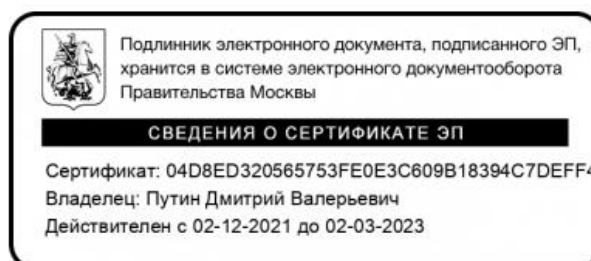 Подлинник электронного документа, подписанного ЭП,
хранится в системе электронного документооборота
Правительства Москвы
СВЕДЕНИЯ О СЕРТИФИКАТЕ ЭП
Сертификат: 04D8ED320565753FE0E3C609B18394C7DEFF4
Владелец: Путин Дмитрий Валерьевич
Действителен с 02-12-2021 до 02-03-2023